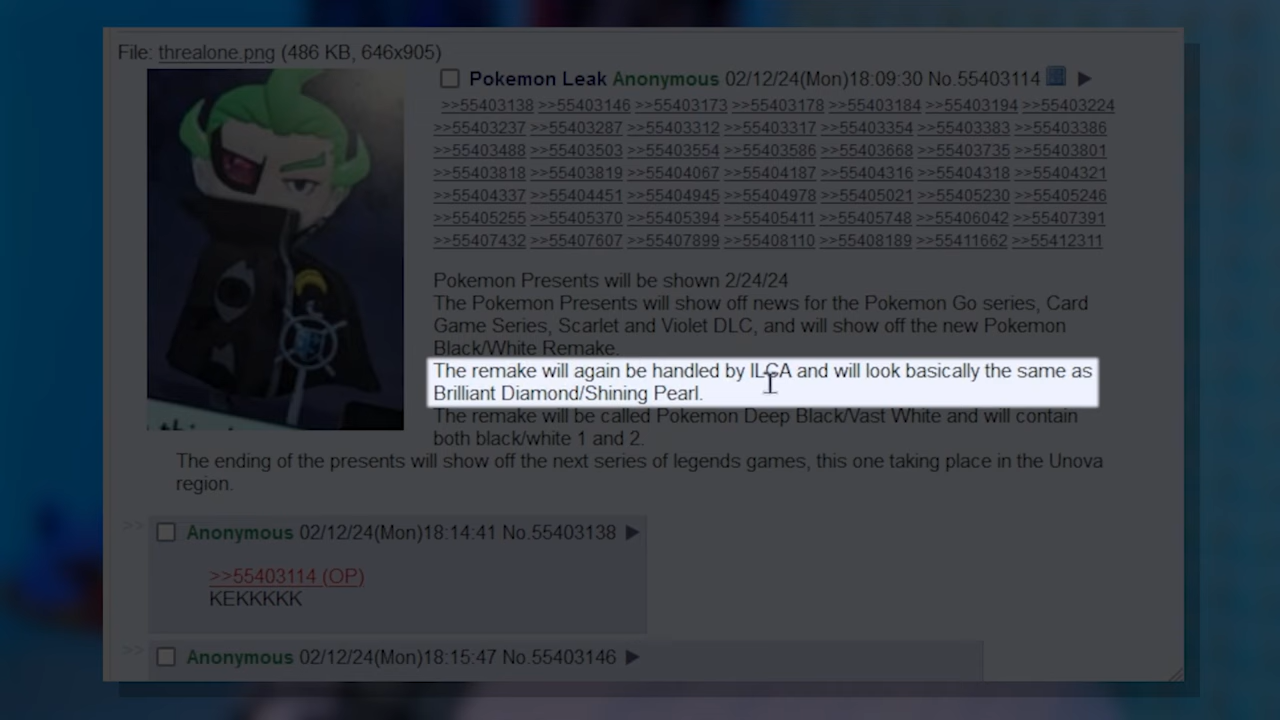 File: threalone.png (486 KB, 646x905)
Pokemon Leak Anonymous 02/12/24(Mon)18:09:30 No.55403114
>>55403138 >>55403146 >>55403173 >>55403178 >>55403184 >>55403194 >>55403224
>>55403237 >>55403287 >>55403312 >>55403317 >>55403354 >>55403383 >>55403386
>>55403488 >>55403503 >>55403554 >>55403586 >>55403668 >>55403735 >>55403801
>>55403818 >>55403819 >>55404067 >>55404187 >>55404316 >>55404318 >>55404321
>>55404337 >>55404451 >>55404945 >>55404978 >>55405021 >>55405230 >>55405246
>>55405255 >>55405370 >>55405394 >>55405411 >>55405748 >>55406042 >>55407391
>>55407432 >>55407607 >>55407899 >>55408110 >>55408189 >>55411662 >>55412311
Pokemon Presents will be shown 2/24/24
The Pokemon Presents will show off news for the Pokemon Go series, Card
Game Series, Scarlet and Violet DLC, and will show off the new Pokemon
Black/White Remake.
The remake will again be handled by ILCA and will look basically the same as
Brilliant Diamond/Shining Pearl.
The remake will be called Pokemon Deep Black/Vast White and will contain
both black/white 1 and 2.
The ending of the presents will show off the next series of legends games, this one taking place in the Unova
region.
>> Anonymous 02/12/24(Mon)18:14:41 No.55403138
>>55403114 (OP)
KEKKKKK
>> Anonymous 02/12/24(Mon)18:15:47 No.55403146